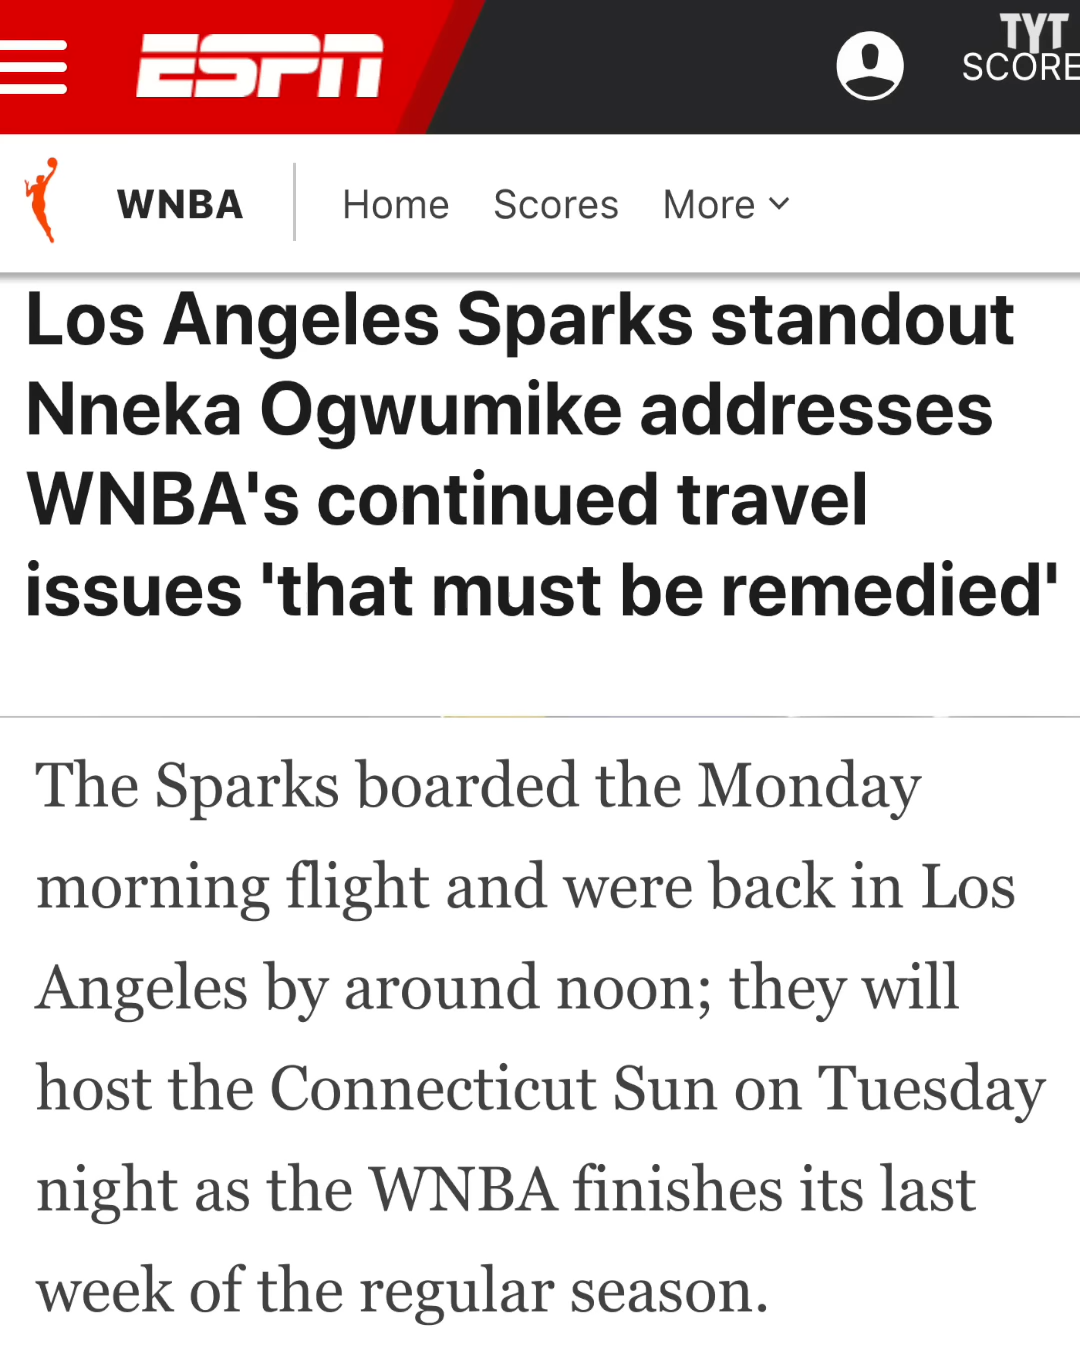 ESPN
TYT
SCORE
WNBA
Home Scores More
Los Angeles Sparks standout
Nneka Ogwumike addresses
WNBA's continued travel
issues 'that must be remedied'
The Sparks boarded the Monday
morning flight and were back in Los
Angeles by around noon; they will
host the Connecticut Sun on Tuesday
night as the WNBA finishes its last
week of the regular season.